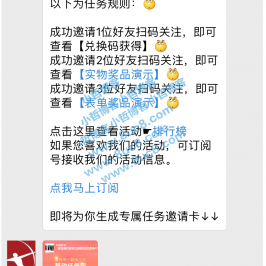 以下为任务规则：
成功邀请1位好友扫码关注，即可
查看【兑换码获得】
成功邀请2位好友扫码关注，即可
查看【实物奖品演示】
成功邀请3位好友扫码关注，即可
查看【表单奖品演示】
点击这里查看活动☛排行榜
如果您喜欢我们的活动，可订阅
号接收我们的活动信息。
点我马上订阅
即将为你生成专属任务邀请卡↓↓